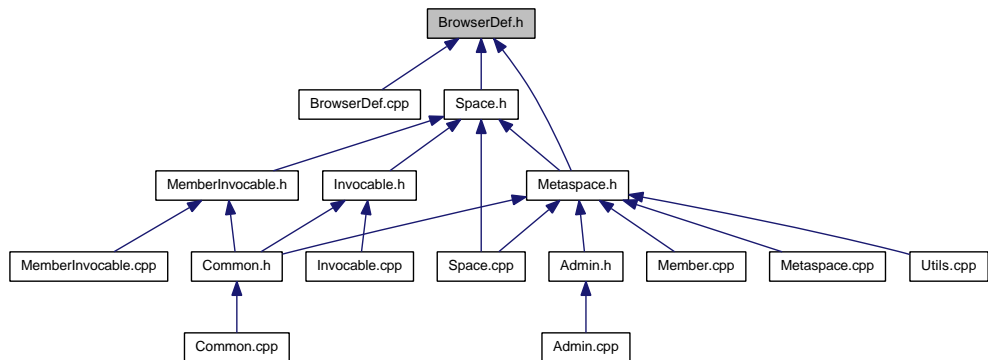 BrowserDef.h
BrowserDef.cpp
Space.h
MemberInvocable.h
Invocable.h
Metaspace.h
MemberInvocable.cpp
Common.h
Invocable.cpp
Space.cpp
Admin.h
Member.cpp
Metaspace.cpp
Utils.cpp
Common.cpp
Admin.cpp